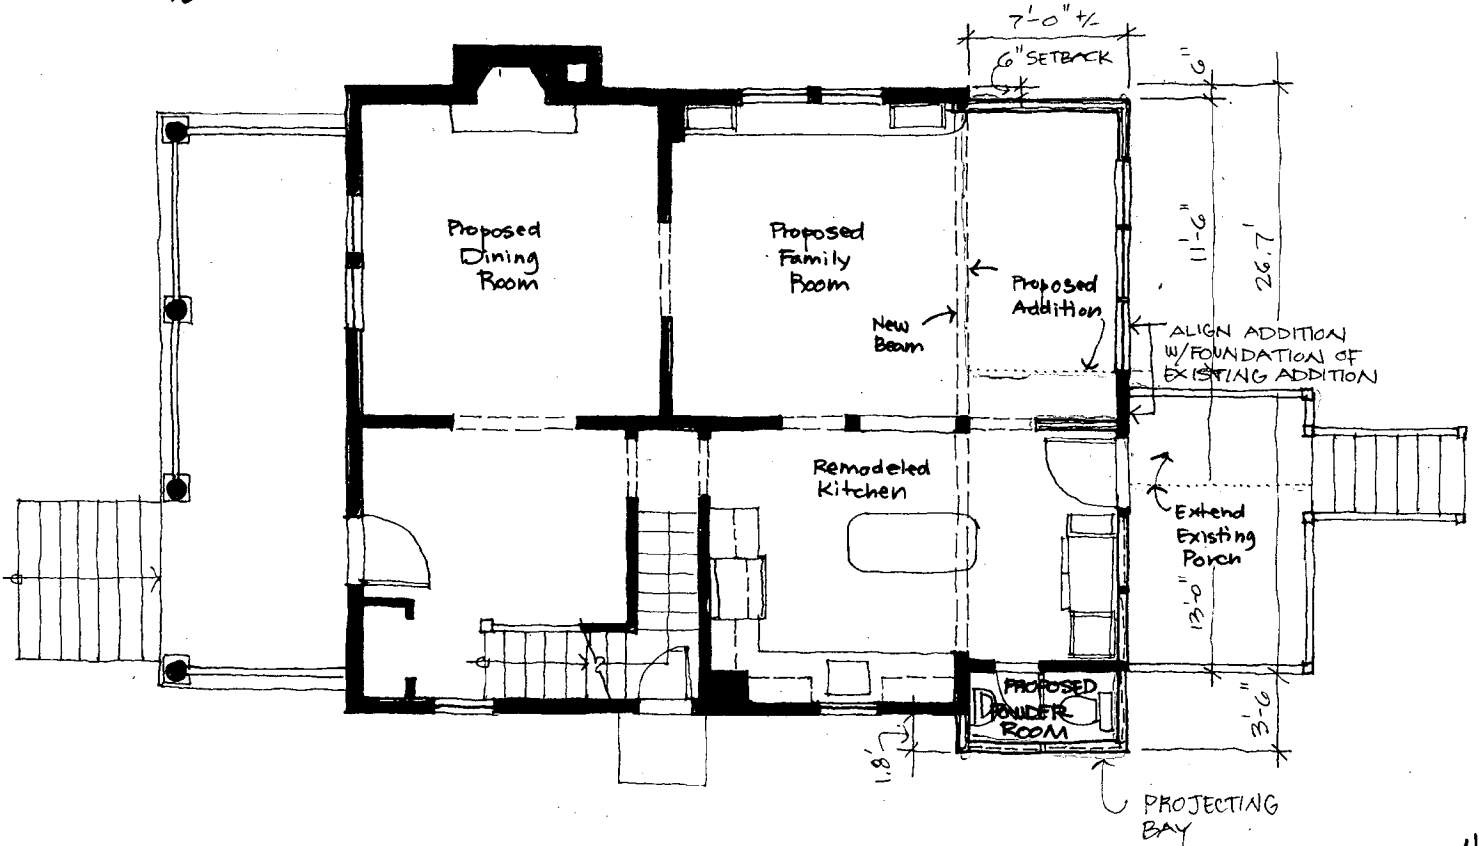 7'-0" +/-
6" SETBACK
6"
Proposed
Dining
Room
Proposed
Family
Room
11'-6"
26.7'
Proposed
Addition
New
Beam
ALIGN ADDITION
W/FOUNDATION OF
EXISTING ADDITION
Remodeled
Kitchen
Extend
Existing
Porch
13'-0"
PROPOSED
POWDER
ROOM
3'-6"
1.8'
PROJECTING
BAY